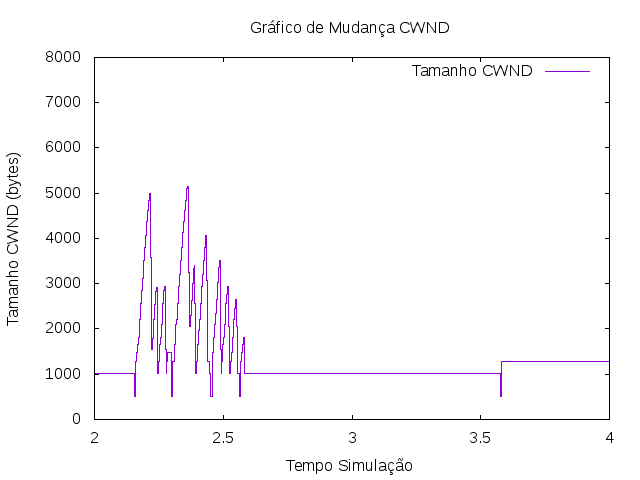 Gráfico de Mudança CWND
Tamanho CWND
8000
7000
6000
5000
4000
3000
2000
1000
0
Tamanho CWND (bytes)
2 2.5 3 3.5 4
Tempo Simulação